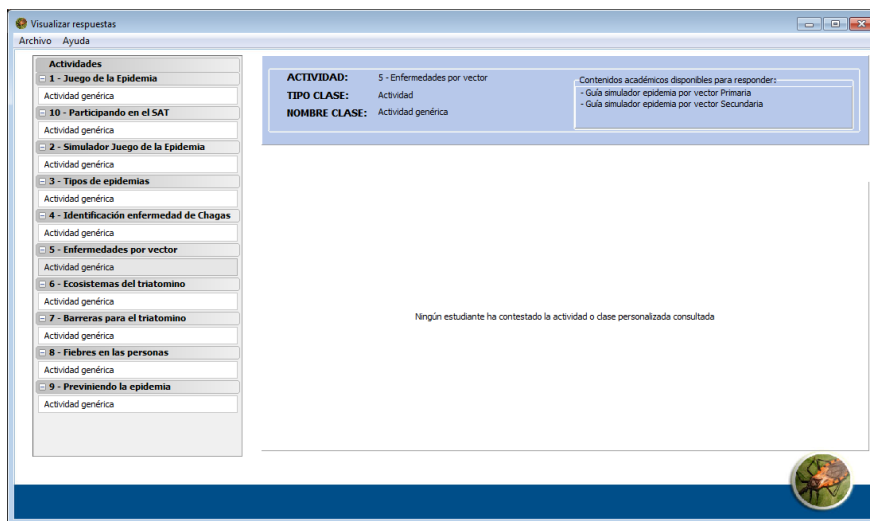 Visualizar respuestas
Archivo Ayuda
Actividades
1 - Juego de la Epidemia
Actividad genérica
10 - Participando en el SAT
Actividad genérica
2 - Simulador Juego de la Epidemia
Actividad genérica
3 - Tipos de epidemias
Actividad genérica
4 - Identificación enfermedad de Chagas
Actividad genérica
5 - Enfermedades por vector
Actividad genérica
6 - Ecosistemas del triatomino
Actividad genérica
7 - Barreras para el triatomino
Actividad genérica
8 - Fiebres en las personas
Actividad genérica
9 - Previniendo la epidemia
Actividad genérica
ACTIVIDAD: 5 - Enfermedades por vector
TIPO CLASE: Actividad
NOMBRE CLASE: Actividad genérica
Contenidos académicos disponibles para responder:
- Guía simulador epidemia por vector Primaria
- Guía simulador epidemia por vector Secundaria
Ningún estudiante ha contestado la actividad o clase personalizada consultada